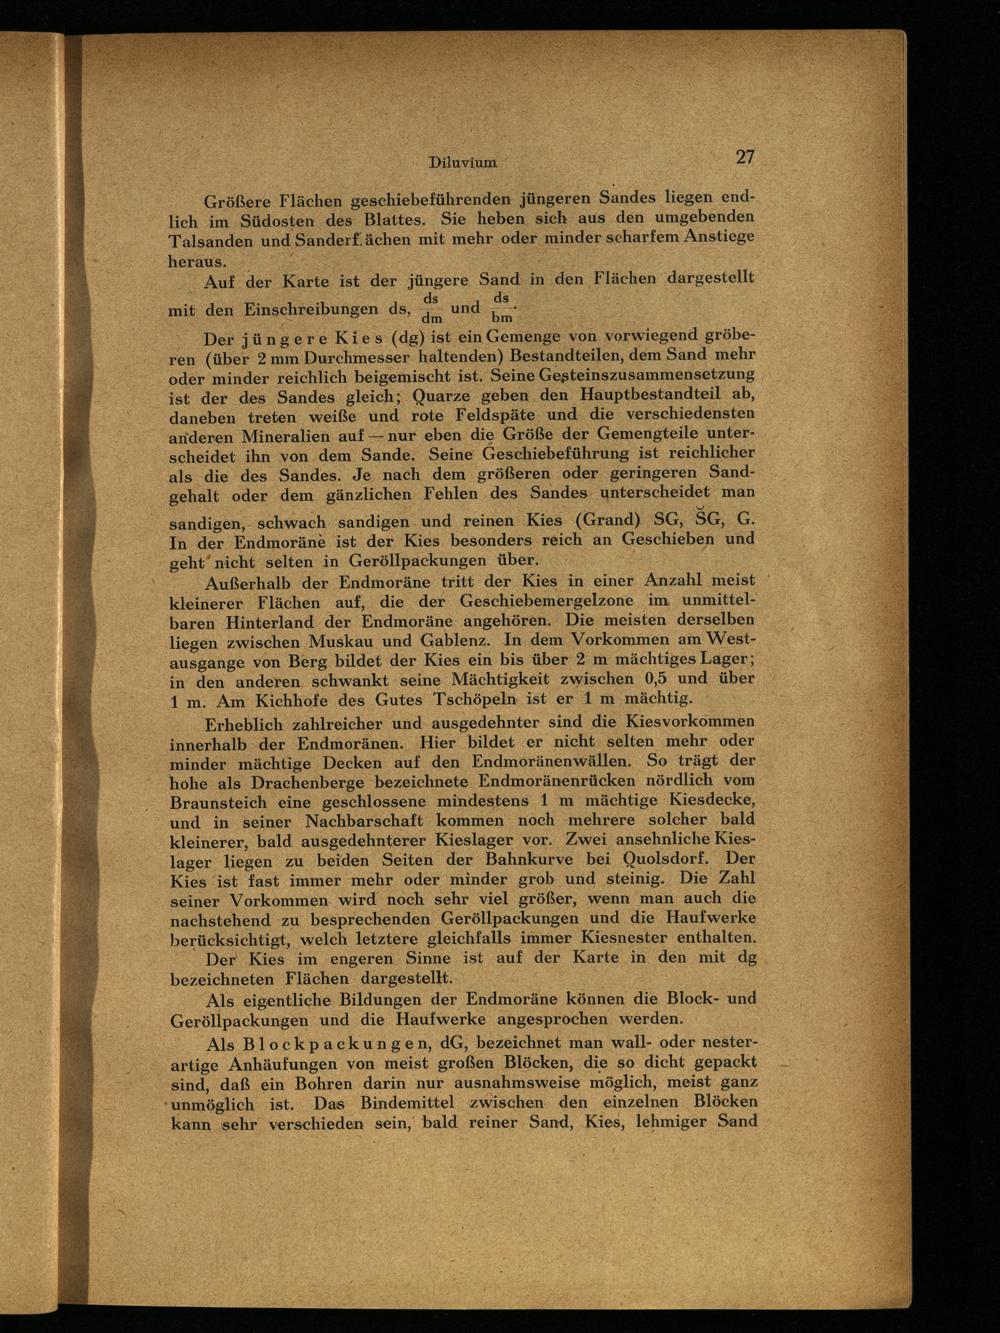 Diluvium 27
Größere Flächen geschiebeführenden jüngeren Sandes liegen end-
lich im Südosten des Blattes. Sie heben sich aus den umgebenden
Talsanden und Sanderf. ächen mit mehr oder minder scharfem Anstiege
heraus.
Auf der Karte ist der jüngere Sand in den Flächen dargestellt
mit den Einschreibungen ds, ds/dm und ds/bm.
Der jüngere Kies (dg) ist ein Gemenge von vorwiegend gröbe-
ren (über 2 mm Durchmesser haltenden) Bestandteilen, dem Sand mehr
oder minder reichlich beigemischt ist. Seine Gesteinszusammensetzung
ist der des Sandes gleich; Quarze geben den Hauptbestandteil ab,
daneben treten weiße und rote Feldspäte und die verschiedensten
anderen Mineralien auf — nur eben die Größe der Gemengteile unter-
scheidet ihn von dem Sande. Seine Geschiebeführung ist reichlicher
als die des Sandes. Je nach dem größeren oder geringeren Sand-
gehalt oder dem gänzlichen Fehlen des Sandes unterscheidet man
sandigen, schwach sandigen und reinen Kies (Grand) SG, S̆G, G.
In der Endmoräne ist der Kies besonders reich an Geschieben und
geht nicht selten in Geröllpackungen über.
Außerhalb der Endmoräne tritt der Kies in einer Anzahl meist
kleinerer Flächen auf, die der Geschiebemergelzone im unmittel-
baren Hinterland der Endmoräne angehören. Die meisten derselben
liegen zwischen Muskau und Gablenz. In dem Vorkommen am West-
ausgange von Berg bildet der Kies ein bis über 2 m mächtiges Lager;
in den anderen schwankt seine Mächtigkeit zwischen 0,5 und über
1 m. Am Kichhofe des Gutes Tschöpeln ist er 1 m mächtig.
Erheblich zahlreicher und ausgedehnter sind die Kiesvorkommen
innerhalb der Endmoränen. Hier bildet er nicht selten mehr oder
minder mächtige Decken auf den Endmoränenwällen. So trägt der
hohe als Drachenberge bezeichnete Endmoränenrücken nördlich vom
Braunsteich eine geschlossene mindestens 1 m mächtige Kiesdecke,
und in seiner Nachbarschaft kommen noch mehrere solcher bald
kleinerer, bald ausgedehnterer Kieslager vor. Zwei ansehnliche Kies-
lager liegen zu beiden Seiten der Bahnkurve bei Quolsdorf. Der
Kies ist fast immer mehr oder minder grob und steinig. Die Zahl
seiner Vorkommen wird noch sehr viel größer, wenn man auch die
nachstehend zu besprechenden Geröllpackungen und die Haufwerke
berücksichtigt, welch letztere gleichfalls immer Kiesnester enthalten.
Der Kies im engeren Sinne ist auf der Karte in den mit dg
bezeichneten Flächen dargestellt.
Als eigentliche Bildungen der Endmoräne können die Block- und
Geröllpackungen und die Haufwerke angesprochen werden.
Als Blockpackungen, dG, bezeichnet man wall- oder nester-
artige Anhäufungen von meist großen Blöcken, die so dicht gepackt
sind, daß ein Bohren darin nur ausnahmsweise möglich, meist ganz
unmöglich ist. Das Bindemittel zwischen den einzelnen Blöcken
kann sehr verschieden sein, bald reiner Sand, Kies, lehmiger Sand